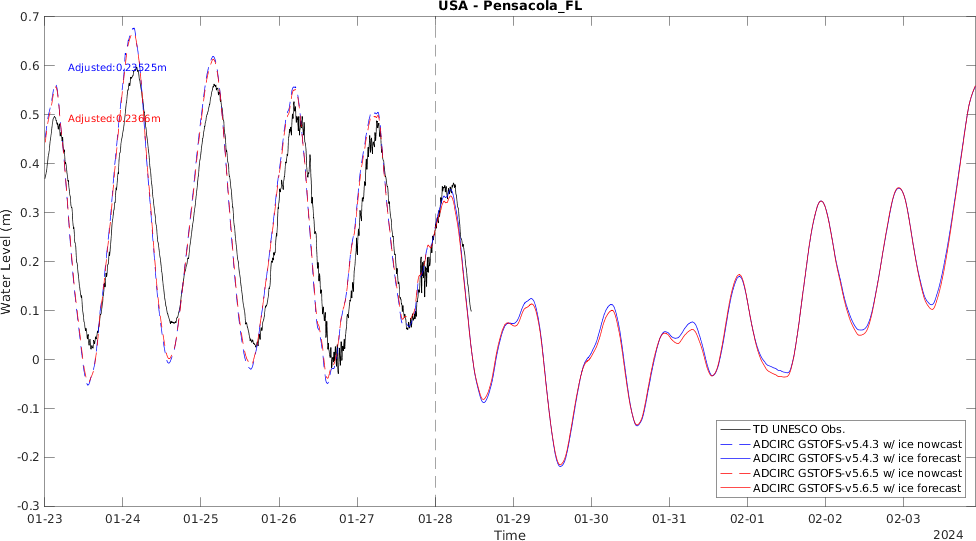 USA - Pensacola_FL
0.7
0.6
0.5
0.4
0.3
0.2
0.1
0
-0.1
-0.2
-0.3
Water Level (m)
Adjusted:0.23525m
Adjusted:0.2366m
TD UNESCO Obs.
ADCIRC GSTOFS-v5.4.3 w/ ice nowcast
ADCIRC GSTOFS-v5.4.3 w/ ice forecast
ADCIRC GSTOFS-v5.6.5 w/ ice nowcast
ADCIRC GSTOFS-v5.6.5 w/ ice forecast
01-23 01-24 01-25 01-26 01-27 01-28 01-29 01-30 01-31 02-01 02-02 02-03
Time
2024